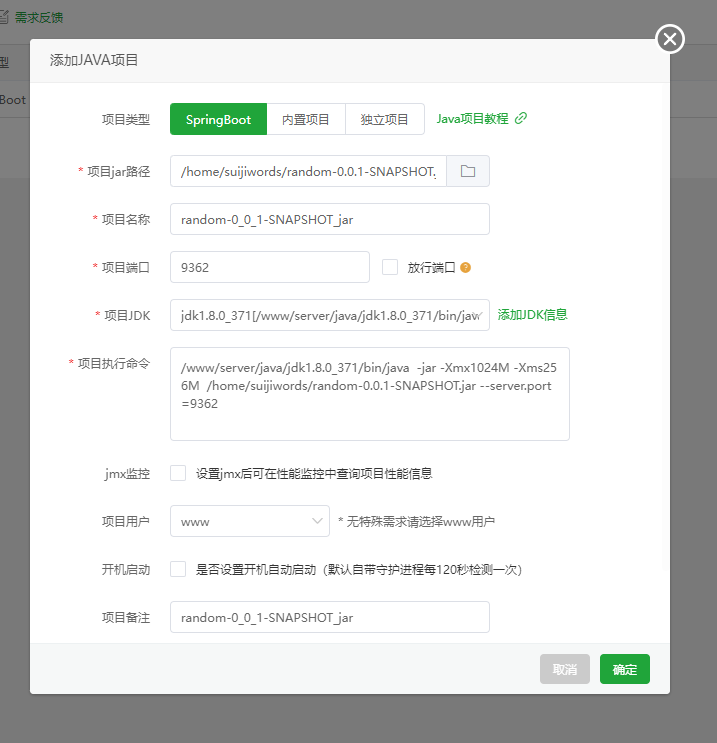 需求反馈
型
Boot
添加JAVA项目
项目类型 SpringBoot 内置项目 独立项目 Java项目教程
* 项目jar路径 /home/suijiwords/random-0.0.1-SNAPSHOT.
* 项目名称 random-0_0_1-SNAPSHOT_jar
* 项目端口 9362 放行端口 ?
* 项目JDK jdk1.8.0_371[/www/server/java/jdk1.8.0_371/bin/jav 添加JDK信息
* 项目执行命令 /www/server/java/jdk1.8.0_371/bin/java -jar -Xmx1024M -Xms25
6M /home/suijiwords/random-0.0.1-SNAPSHOT.jar --server.port
=9362
jmx监控 设置jmx后可在性能监控中查询项目性能信息
项目用户 www * 无特殊需求请选择www用户
开机启动 是否设置开机自动启动（默认自带守护进程每120秒检测一次）
项目备注 random-0_0_1-SNAPSHOT_jar
取消 确定